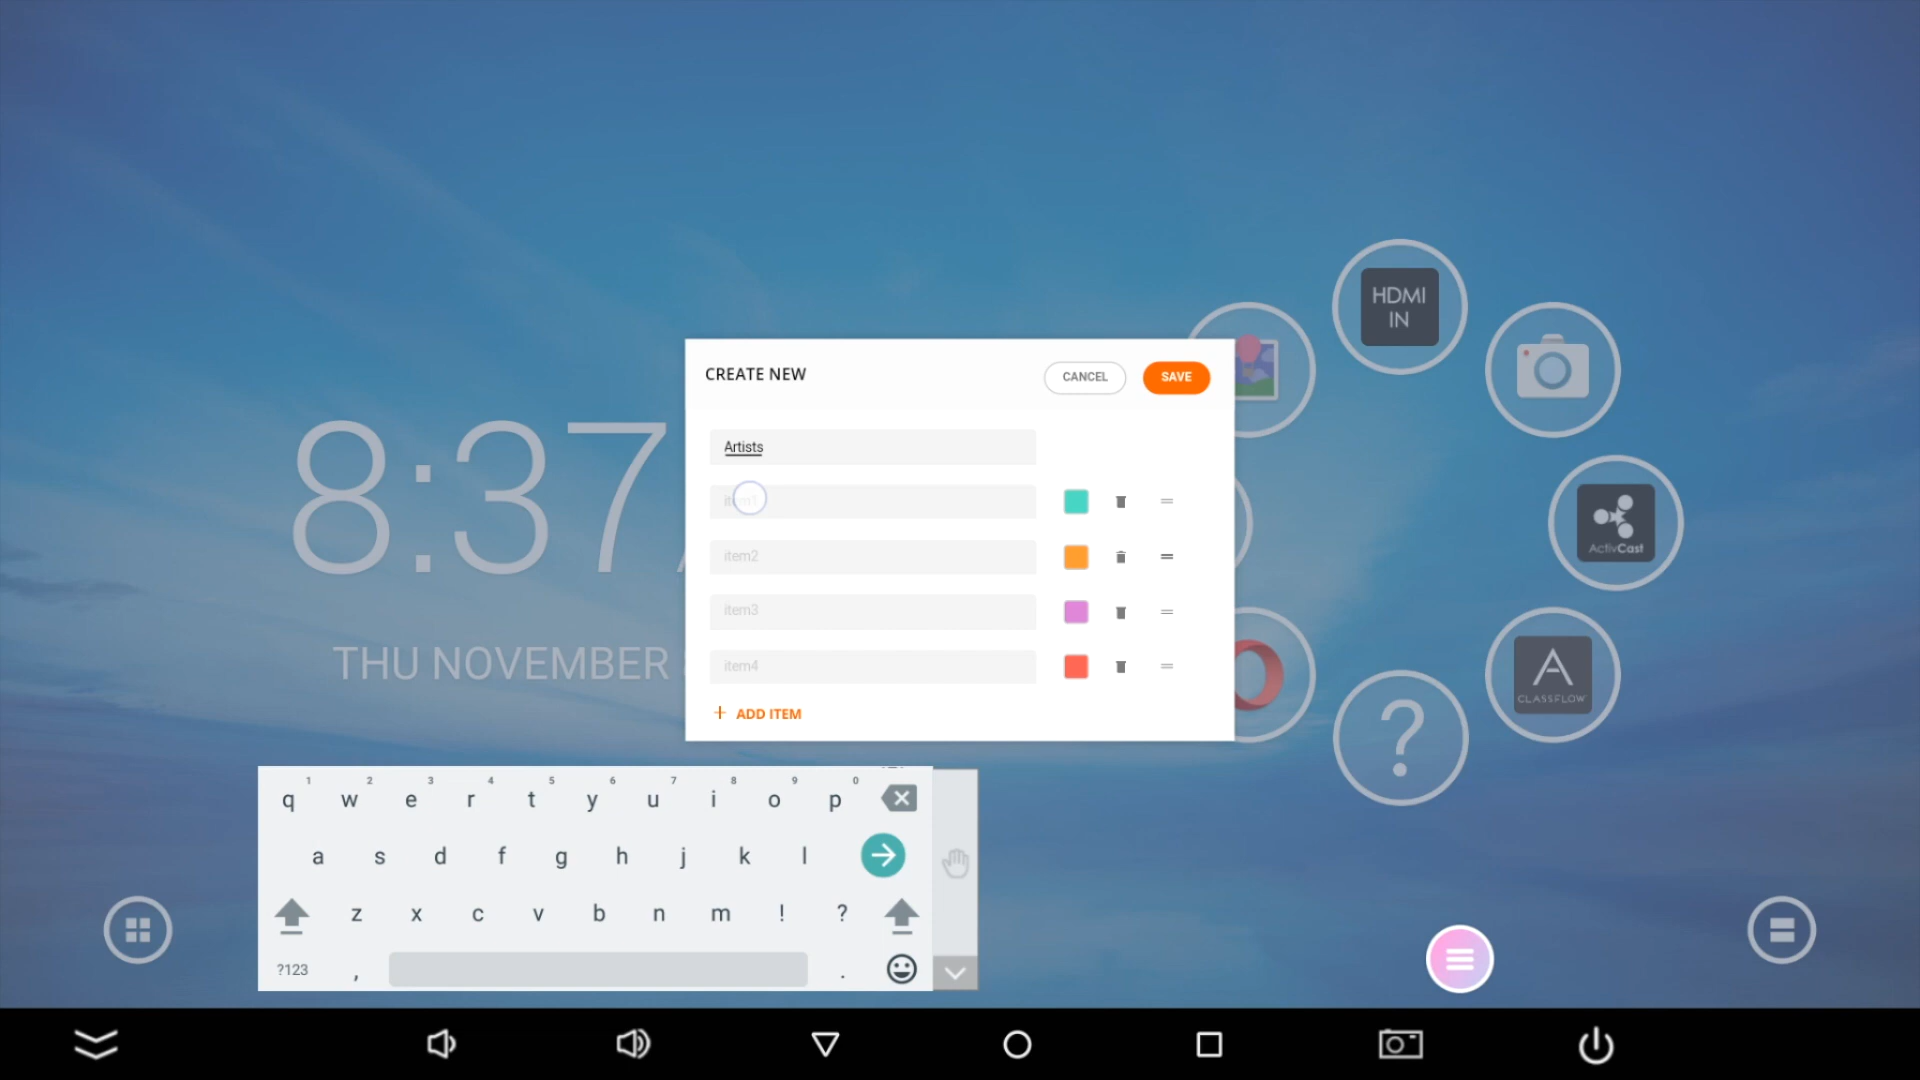 HDMI
IN
CREATE NEW
CANCEL
SAVE
8:37
Artists
item1
item2
ActivCast
item3
THU NOVEMBER
item4
CLASSFLOW
+ ADD ITEM
?
1 2 3 4 5 6 7 8 9 0
q w e r t y u i o p
a s d f g h j k l
z x c v b n m ! ?
?123 , .